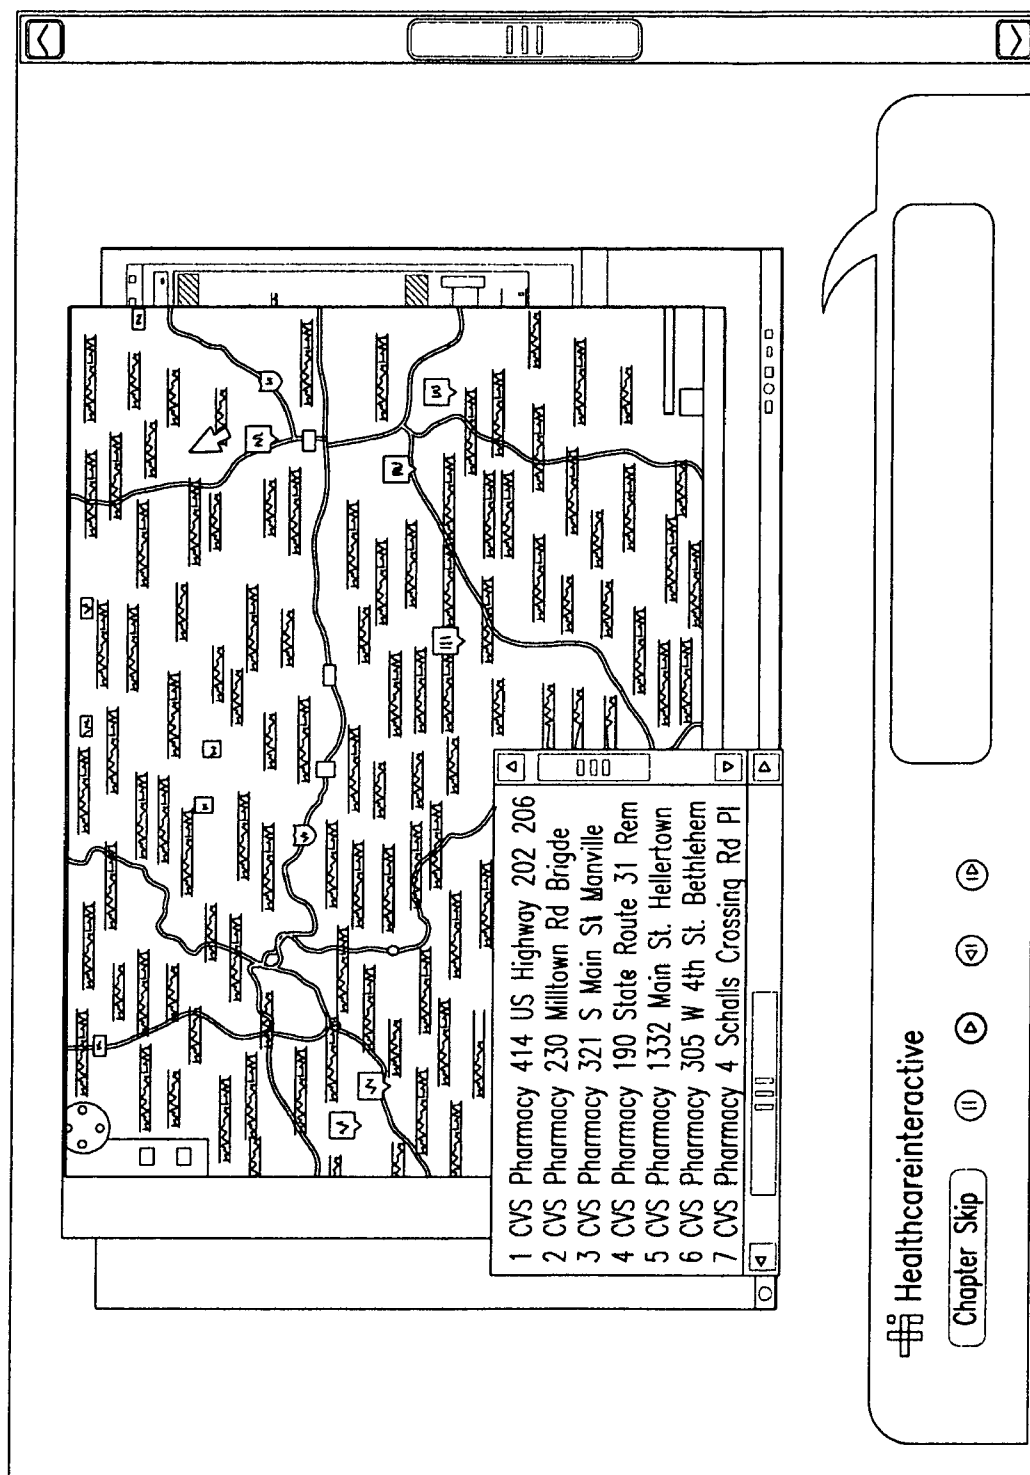 1 CVS Pharmacy 414 US Highway 202 206
2 CVS Pharmacy 230 Milltown Rd Brigde
3 CVS Pharmacy 321 S Main St Manville
4 CVS Pharmacy 190 State Route 31 Rem
5 CVS Pharmacy 1332 Main St. Hellertown
6 CVS Pharmacy 305 W 4th St. Bethlehem
7 CVS Pharmacy 4 Schalls Crossing Rd Pl
Healthcareinteractive
Chapter Skip